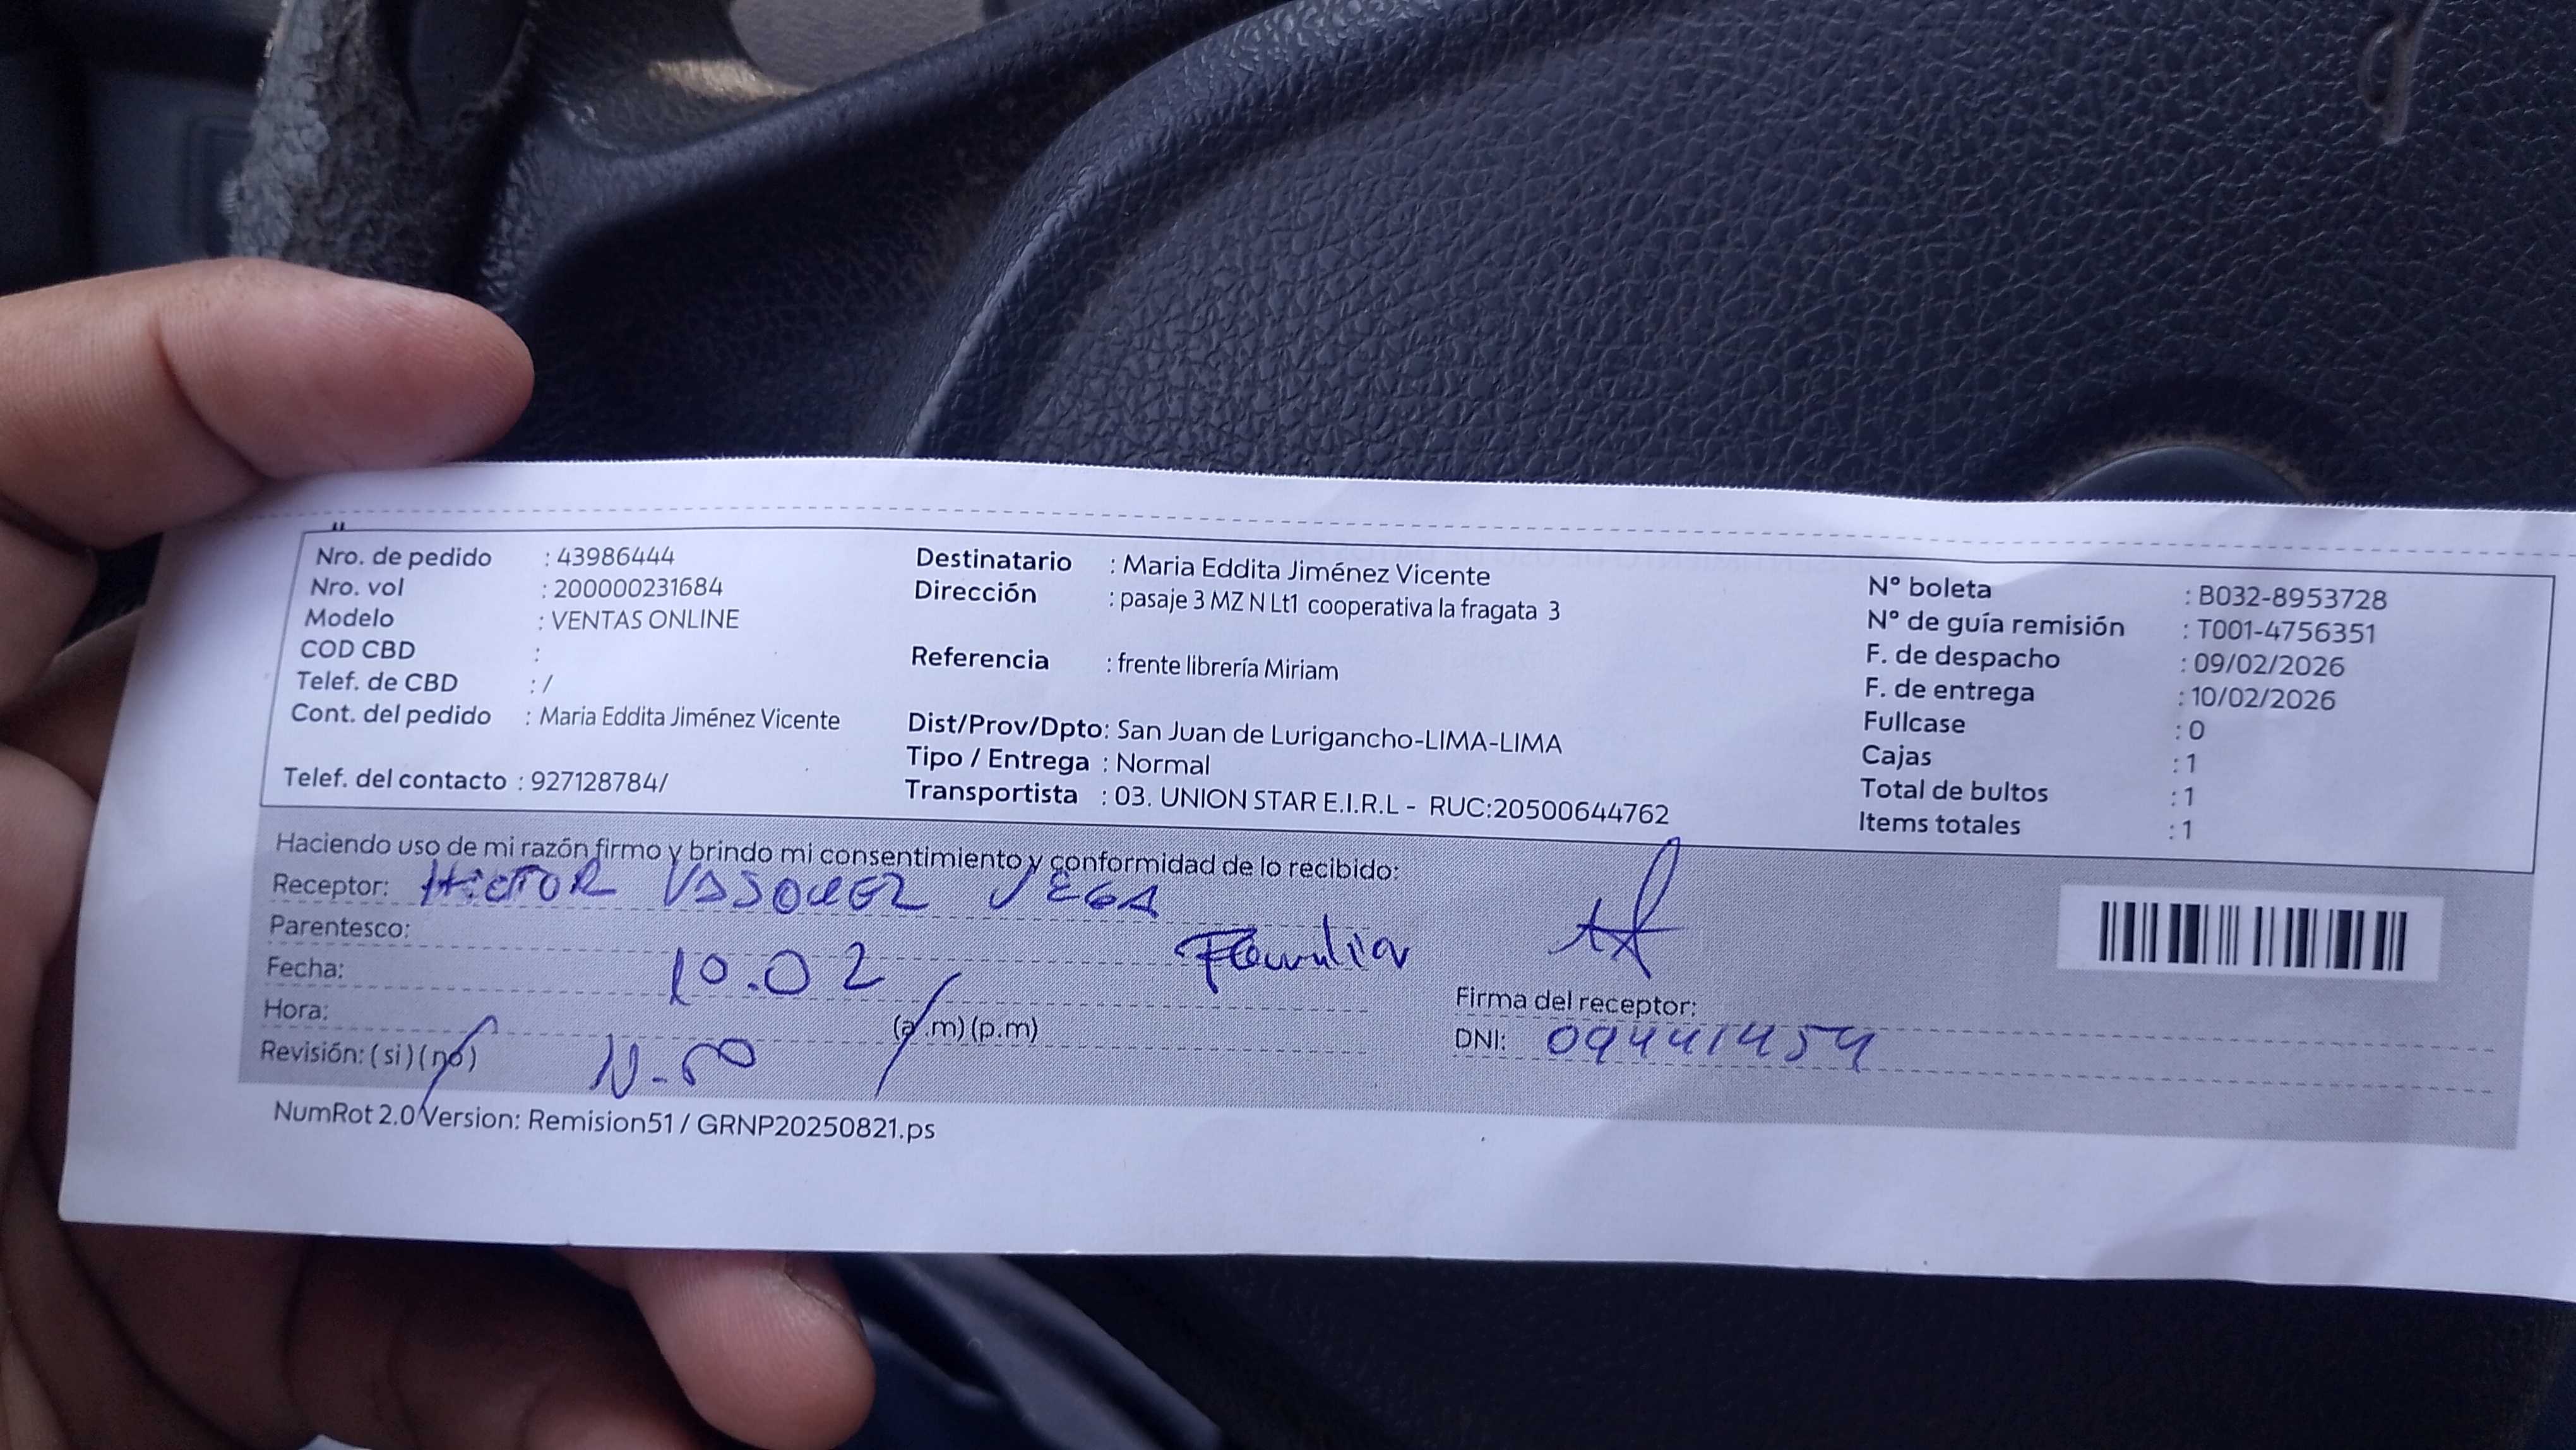 Nro. de pedido : 43986444
Nro. vol : 200000231684
Modelo : VENTAS ONLINE
COD CBD :
Telef. de CBD : /
Cont. del pedido : Maria Eddita Jiménez Vicente
Telef. del contacto : 927128784/
Destinatario : Maria Eddita Jiménez Vicente
Dirección : pasaje 3 MZ N Lt1 cooperativa la fragata 3
Referencia : frente librería Miriam
Dist/Prov/Dpto: San Juan de Lurigancho-LIMA-LIMA
Tipo / Entrega : Normal
Transportista : 03. UNION STAR E.I.R.L - RUC:20500644762
N° boleta : B032-8953728
N° de guía remisión : T001-4756351
F. de despacho : 09/02/2026
F. de entrega : 10/02/2026
Fullcase : 0
Cajas : 1
Total de bultos : 1
Items totales : 1
Haciendo uso de mi razón firmo y brindo mi consentimiento y conformidad de lo recibido:
Receptor: HECTOR VASQUEZ VEGA
Parentesco: Familia
Fecha: 10.02
Hora: (a.m) (p.m)
Revisión: (si) (no)
Firma del receptor:
DNI: 09441454
NumRot 2.0 Version: Remision51 / GRNP20250821.ps